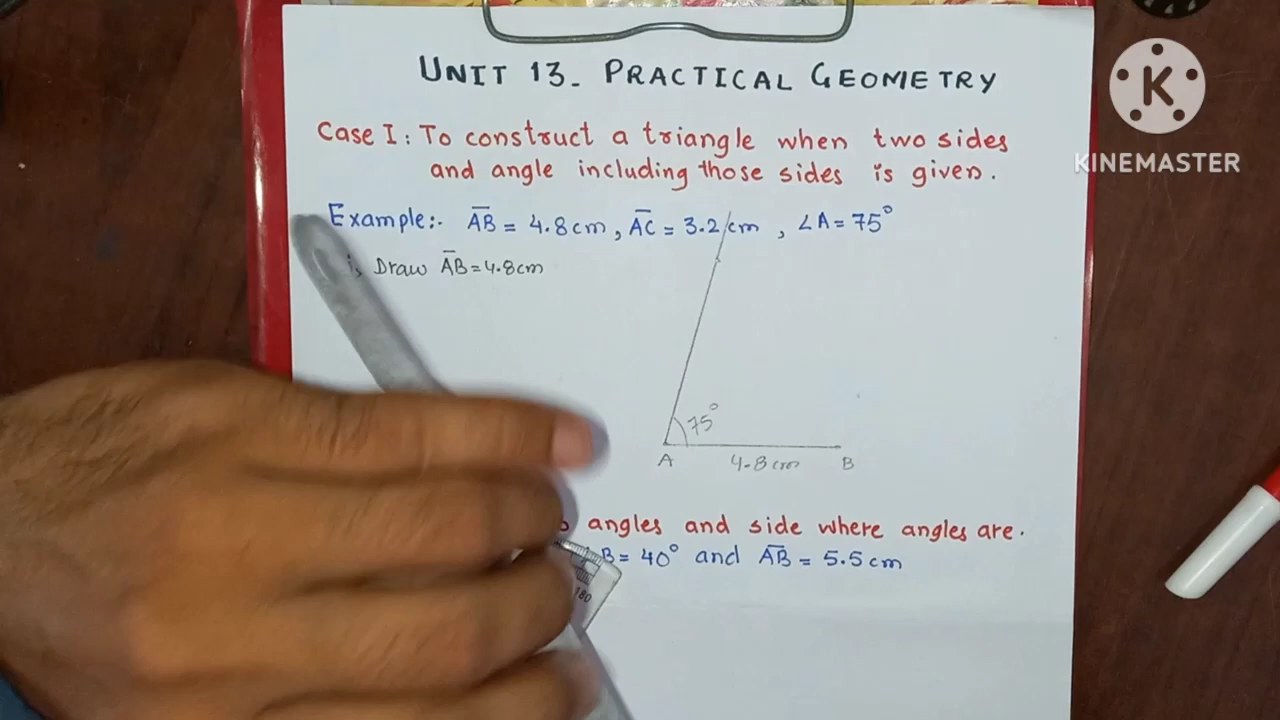 UNIT 13- PRACTICAL GEOMETRY
K
KINEMASTER
Case I: To construct a triangle when two sides
and angle including those sides is given.
Example:- AB = 4.8cm, AC = 3.2cm, ∠A = 75°
Draw AB = 4.8cm
75°
A 4.8cm B
angles and side where angles are.
B = 40° and AB = 5.5cm
180